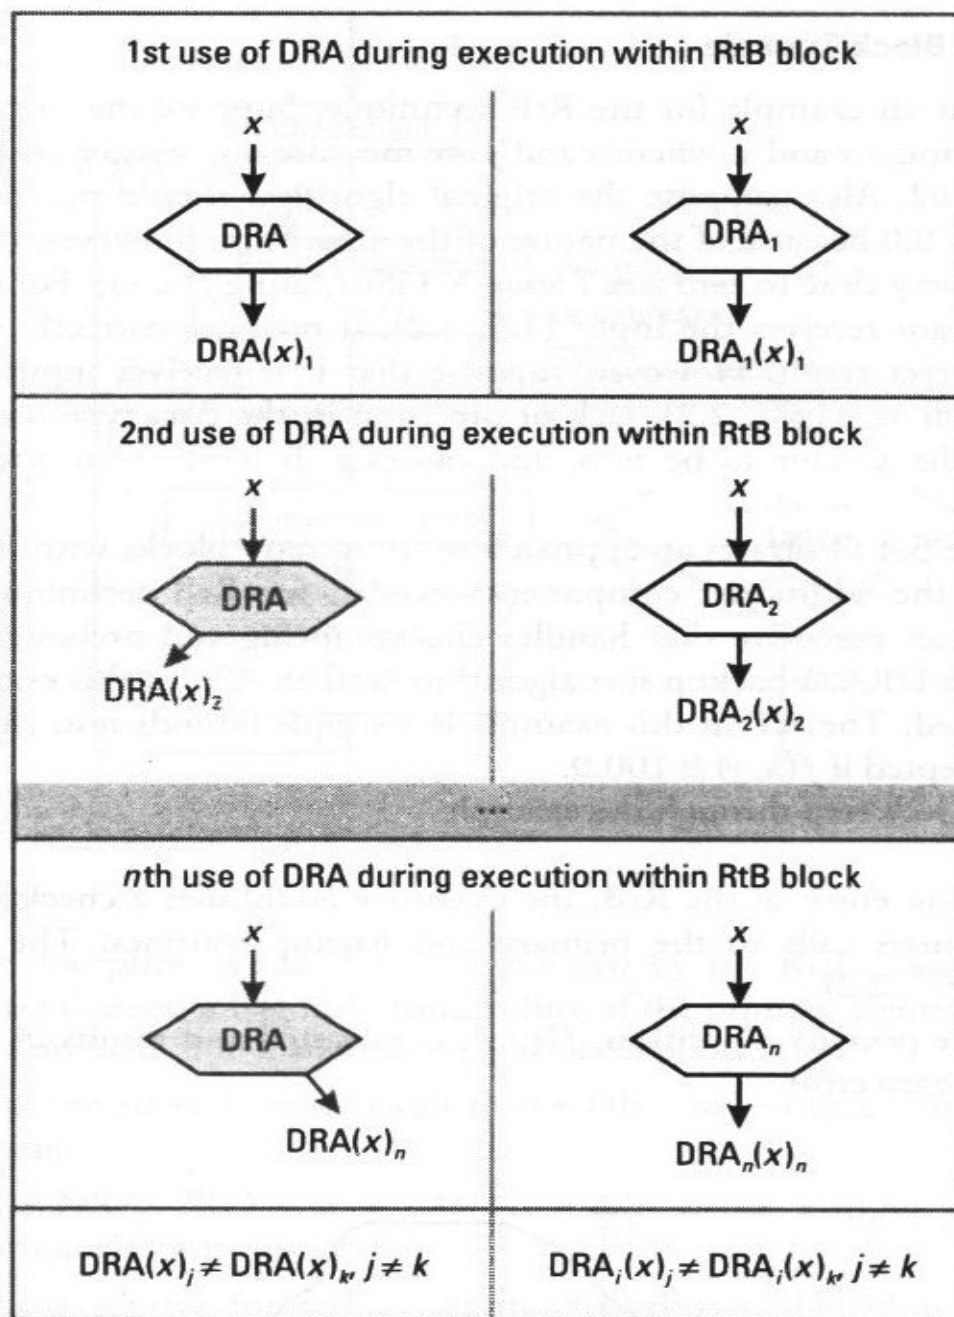 1st use of DRA during execution within RtB block
x x
DRA DRA₁
DRA(x)₁ DRA₁(x)₁
2nd use of DRA during execution within RtB block
x x
DRA DRA₂
DRA(x)₂ DRA₂(x)₂
...
nth use of DRA during execution within RtB block
x x
DRA DRAₙ
DRA(x)ₙ DRAₙ(x)ₙ
DRA(x)ⱼ ≠ DRA(x)ₖ, j ≠ k DRAᵢ(x)ⱼ ≠ DRAᵢ(x)ₖ, j ≠ k